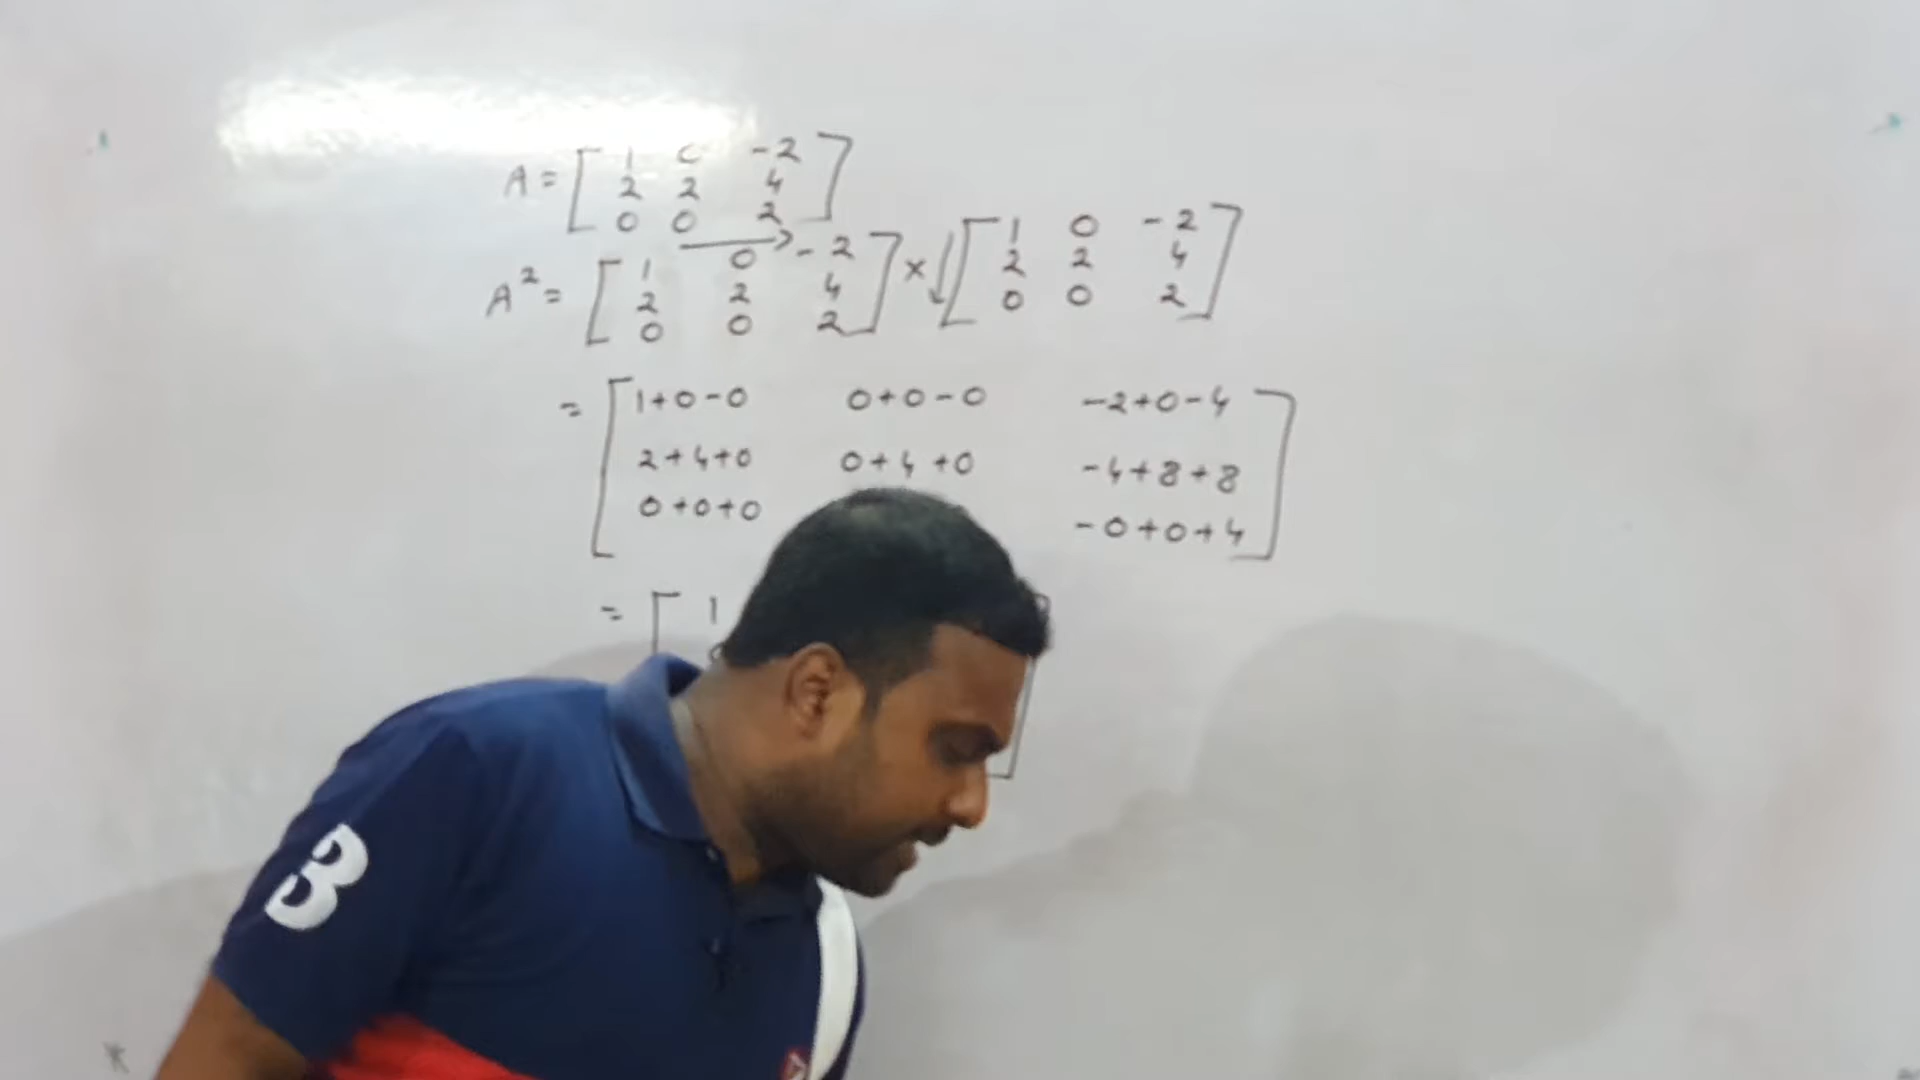 A = [ 1 0 -2
2 2 4
0 0 2 ]
A² = [ 1 0 -2
2 2 4
0 0 2 ] × ↓ [ 1 0 -2
2 2 4
0 0 2 ]
= [ 1+0-0 0+0-0 -2+0-4
2+4+0 0+4+0 -4+8+8
0+0+0 -0+0+4 ]
= [ 1
B